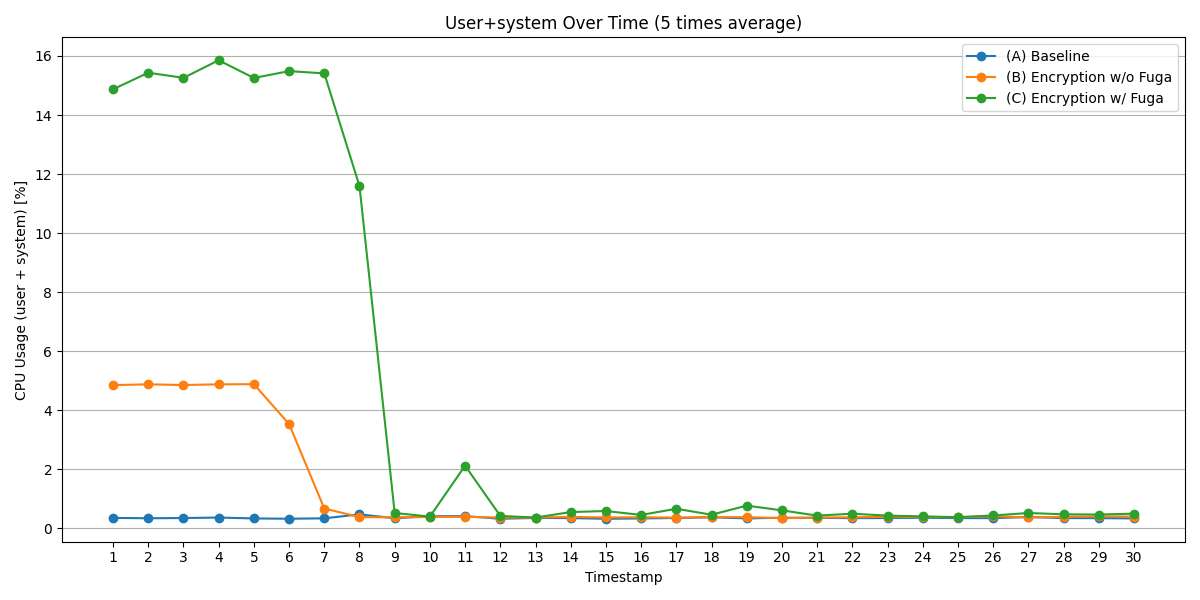 User+system Over Time (5 times average)
(A) Baseline
(B) Encryption w/o Fuga
(C) Encryption w/ Fuga
CPU Usage (user + system) [%]
16
14
12
10
8
6
4
2
0
1 2 3 4 5 6 7 8 9 10 11 12 13 14 15 16 17 18 19 20 21 22 23 24 25 26 27 28 29 30
Timestamp